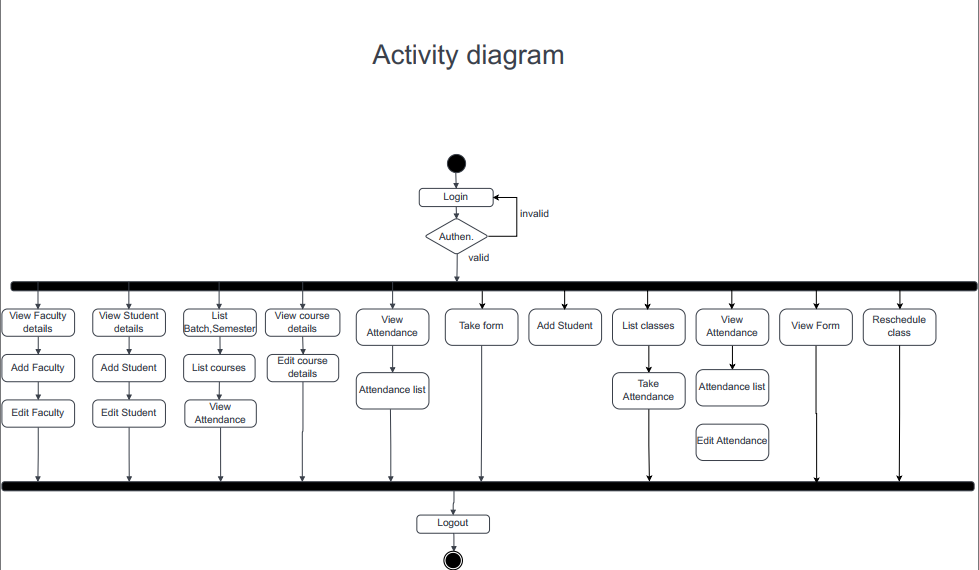 Activity diagram
Login
invalid
Authen.
valid
View Faculty
details
View Student
details
List
Batch,Semester
View course
details
View
Attendance
Take form
Add Student
List classes
View
Attendance
View Form
Reschedule
class
Add Faculty
Add Student
List courses
Edit course
details
Attendance list
Take
Attendance
Attendance list
Edit Faculty
Edit Student
View
Attendance
Edit Attendance
Logout